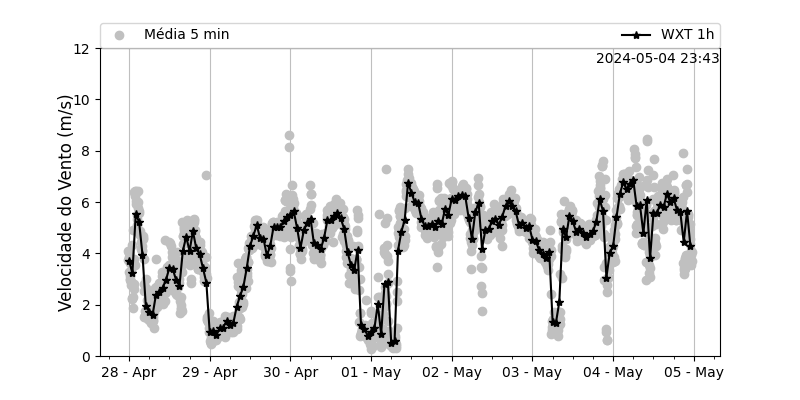 Média 5 min
WXT 1h
2024-05-04 23:43
Velocidade do Vento (m/s)
12
10
8
6
4
2
0
28 - Apr
29 - Apr
30 - Apr
01 - May
02 - May
03 - May
04 - May
05 - May